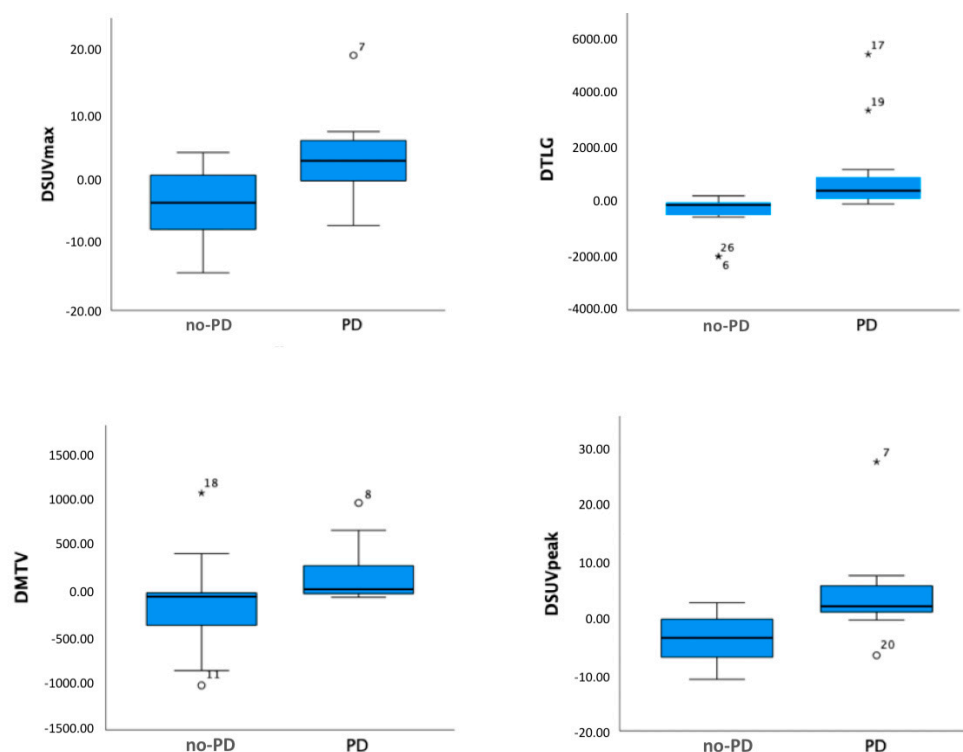 DSUVmax
20.00
10.00
0.00
-10.00
-20.00
7
no-PD
PD
DTLG
6000.00
4000.00
2000.00
0.00
-2000.00
-4000.00
17
19
★26
6
no-PD
PD
DMTV
1500.00
1000.00
500.00
0.00
-500.00
-1000.00
-1500.00
18
11
8
no-PD
PD
DSUVpeak
30.00
20.00
10.00
0.00
-10.00
-20.00
7
20
no-PD
PD